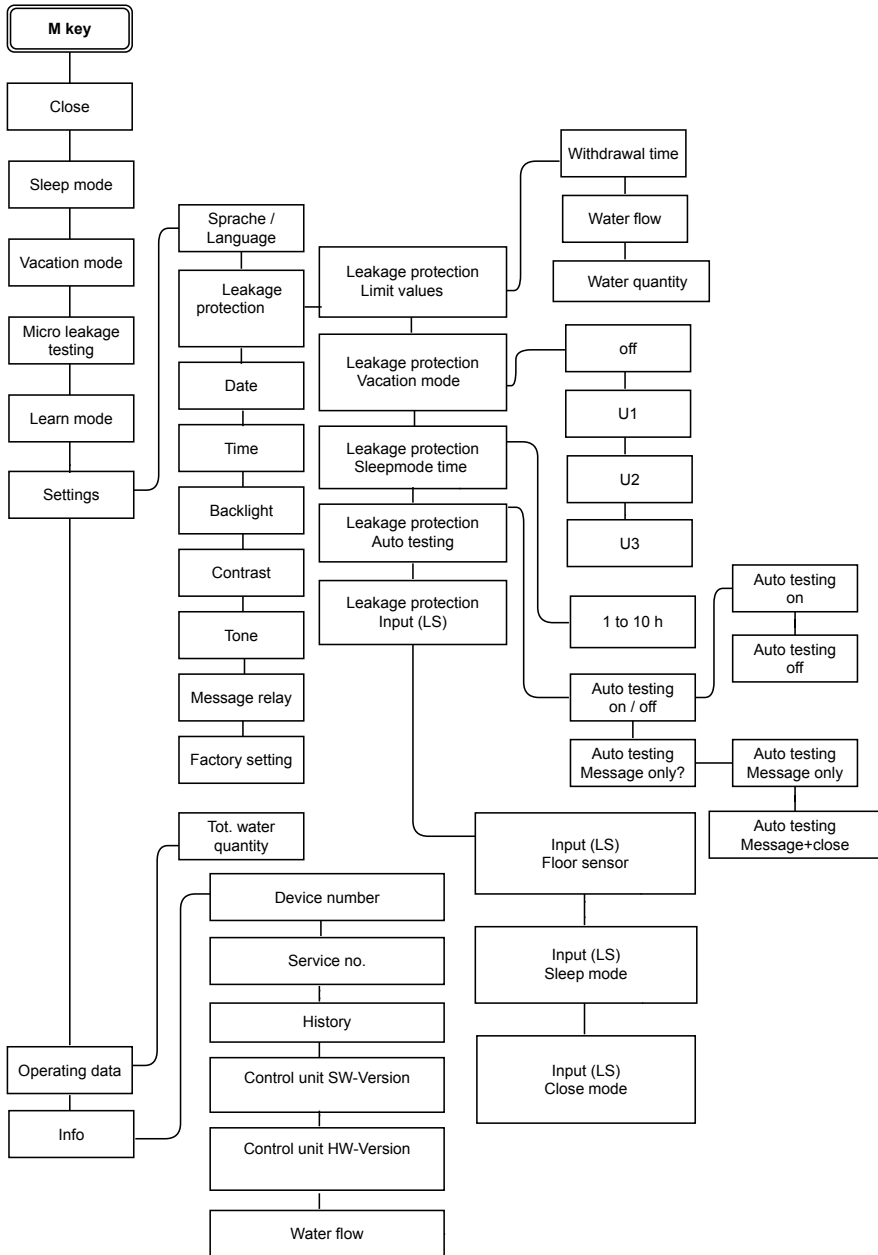 M key
Close
Sleep mode
Vacation mode
Micro leakage
testing
Learn mode
Settings
Operating data
Info
Sprache /
Language
Leakage
protection
Date
Time
Backlight
Contrast
Tone
Message relay
Factory setting
Tot. water
quantity
Device number
Service no.
History
Control unit SW-Version
Control unit HW-Version
Water flow
Leakage protection
Limit values
Leakage protection
Vacation mode
Leakage protection
Sleepmode time
Leakage protection
Auto testing
Leakage protection
Input (LS)
Withdrawal time
Water flow
Water quantity
off
U1
U2
U3
1 to 10 h
Auto testing
on / off
Auto testing
Message only?
Auto testing
on
Auto testing
off
Auto testing
Message only
Auto testing
Message+close
Input (LS)
Floor sensor
Input (LS)
Sleep mode
Input (LS)
Close mode